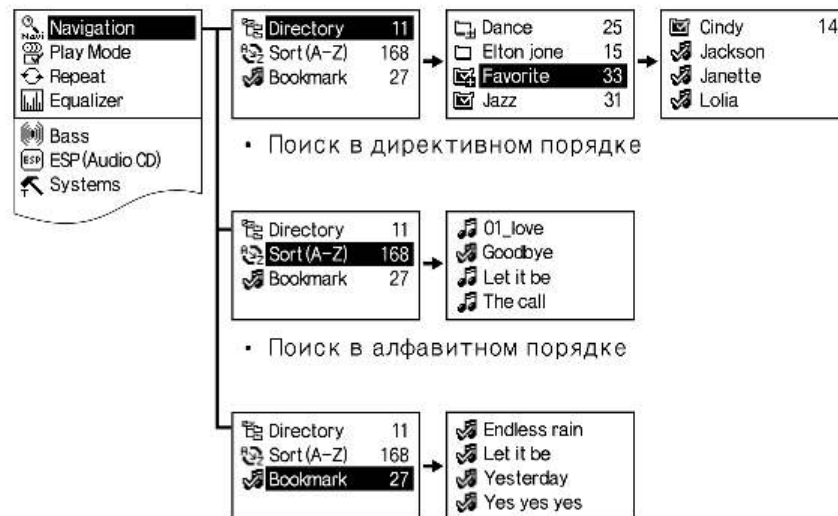 Navi
Navigation
Play Mode
Repeat
Equalizer
Bass
ESP ESP (Audio CD)
Systems
Directory 11
Sort (A-Z) 168
Bookmark 27
Dance 25
Elton jone 15
Favorite 33
Jazz 31
Cindy 14
Jackson
Janette
Lolia
• Поиск в директивном порядке
Directory 11
Sort (A-Z) 168
Bookmark 27
01_love
Goodbye
Let it be
The call
• Поиск в алфавитном порядке
Directory 11
Sort (A-Z) 168
Bookmark 27
Endless rain
Let it be
Yesterday
Yes yes yes